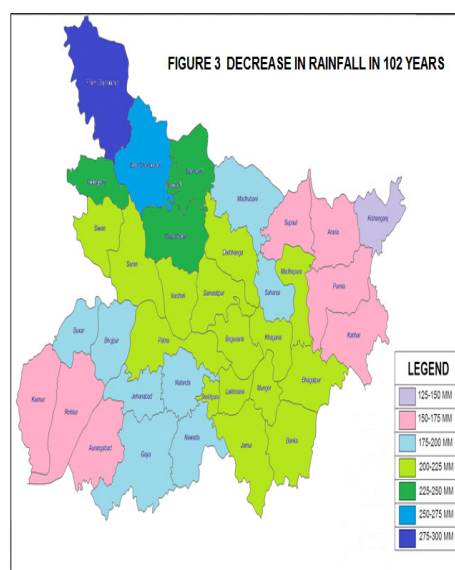 FIGURE 3 DECREASE IN RAINFALL IN 102 YEARS
Madhubani
Supaul
Araria
Kishanganj
Siwan
Saran
Darbhanga
Madhepura
Saharsa
Purnia
Vaishali
Samastipur
Katihar
Buxar
Bhojpur
Patna
Begusarai
Khagaria
Bhagalpur
Kaimur
Rohtas
Jehanabad
Nalanda
Lakhisarai
Munger
Aurangabad
Gaya
Nawada
Jamui
Banka
LEGEND
125-150 MM
150-175 MM
175-200 MM
200-225 MM
225-250 MM
250-275 MM
275-300 MM